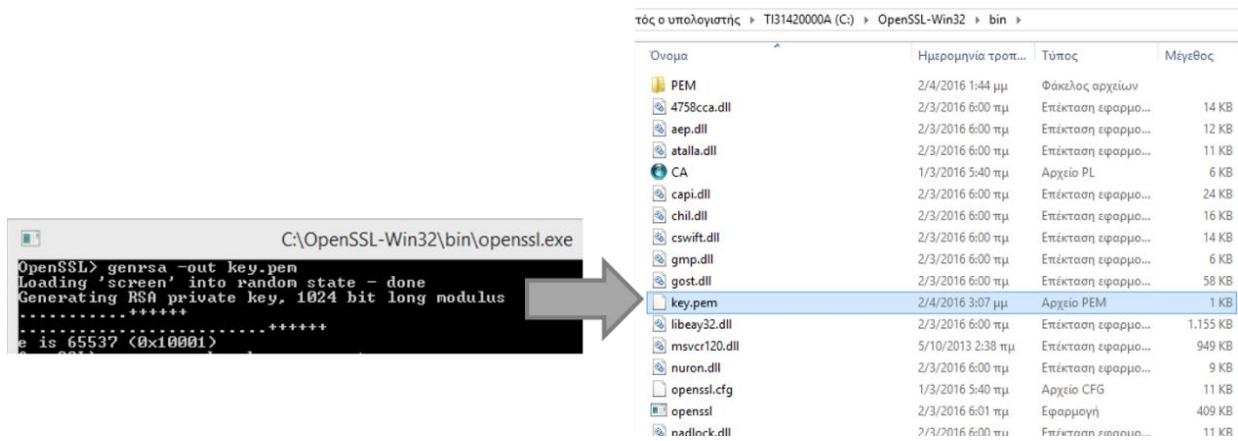 C:\OpenSSL-Win32\bin\openssl.exe
OpenSSL> genrsa -out key.pem
Loading 'screen' into random state - done
Generating RSA private key, 1024 bit long modulus
...........++++++
..........................++++++
e is 65537 (0x10001)
τός ο υπολογιστής ▸ TI31420000A (C:) ▸ OpenSSL-Win32 ▸ bin ▸
Όνομα Ημερομηνία τροπ... Τύπος Μέγεθος
PEM 2/4/2016 1:44 μμ Φάκελος αρχείων
4758cca.dll 2/3/2016 6:00 πμ Επέκταση εφαρμο... 14 KB
aep.dll 2/3/2016 6:00 πμ Επέκταση εφαρμο... 12 KB
atalla.dll 2/3/2016 6:00 πμ Επέκταση εφαρμο... 11 KB
CA 1/3/2016 5:40 πμ Αρχείο PL 6 KB
capi.dll 2/3/2016 6:00 πμ Επέκταση εφαρμο... 24 KB
chil.dll 2/3/2016 6:00 πμ Επέκταση εφαρμο... 16 KB
cswift.dll 2/3/2016 6:00 πμ Επέκταση εφαρμο... 14 KB
gmp.dll 2/3/2016 6:00 πμ Επέκταση εφαρμο... 6 KB
gost.dll 2/3/2016 6:00 πμ Επέκταση εφαρμο... 58 KB
key.pem 2/4/2016 3:07 μμ Αρχείο PEM 1 KB
libeay32.dll 2/3/2016 6:00 πμ Επέκταση εφαρμο... 1.155 KB
msvcr120.dll 5/10/2013 2:38 πμ Επέκταση εφαρμο... 949 KB
nuron.dll 2/3/2016 6:00 πμ Επέκταση εφαρμο... 9 KB
openssl.cfg 1/3/2016 5:40 πμ Αρχείο CFG 11 KB
openssl 2/3/2016 6:01 πμ Εφαρμογή 409 KB
padlock.dll 2/3/2016 6:00 πμ Επέκταση εφαρμο... 11 KB